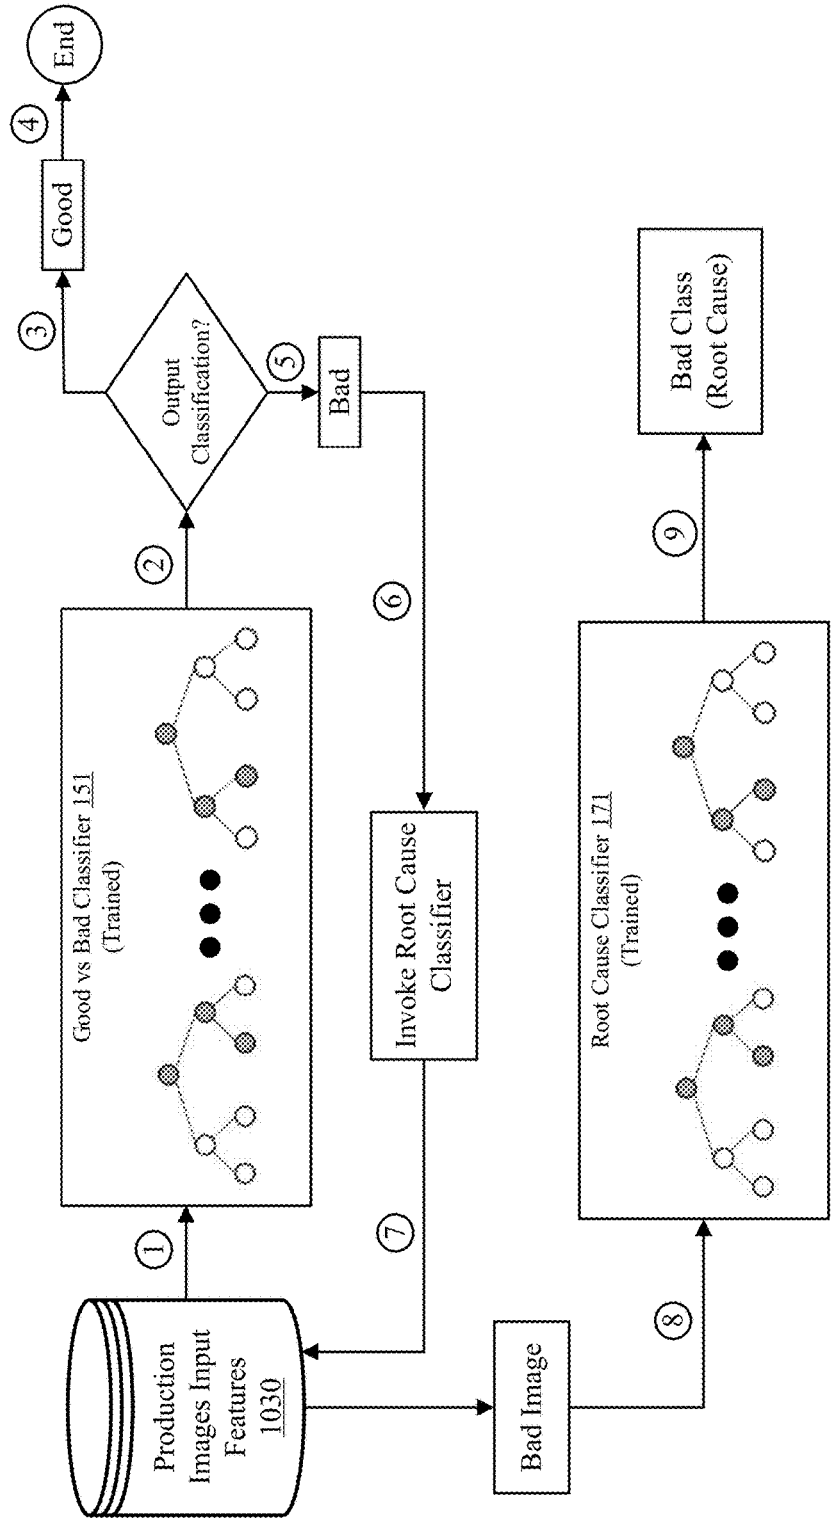 Production
Images Input
Features
1030
1
Good vs Bad Classifier 151
(Trained)
2
Output
Classification?
3
Good
4
End
5
Bad
6
Invoke Root Cause
Classifier
7
Bad Image
8
Root Cause Classifier 171
(Trained)
9
Bad Class
(Root Cause)